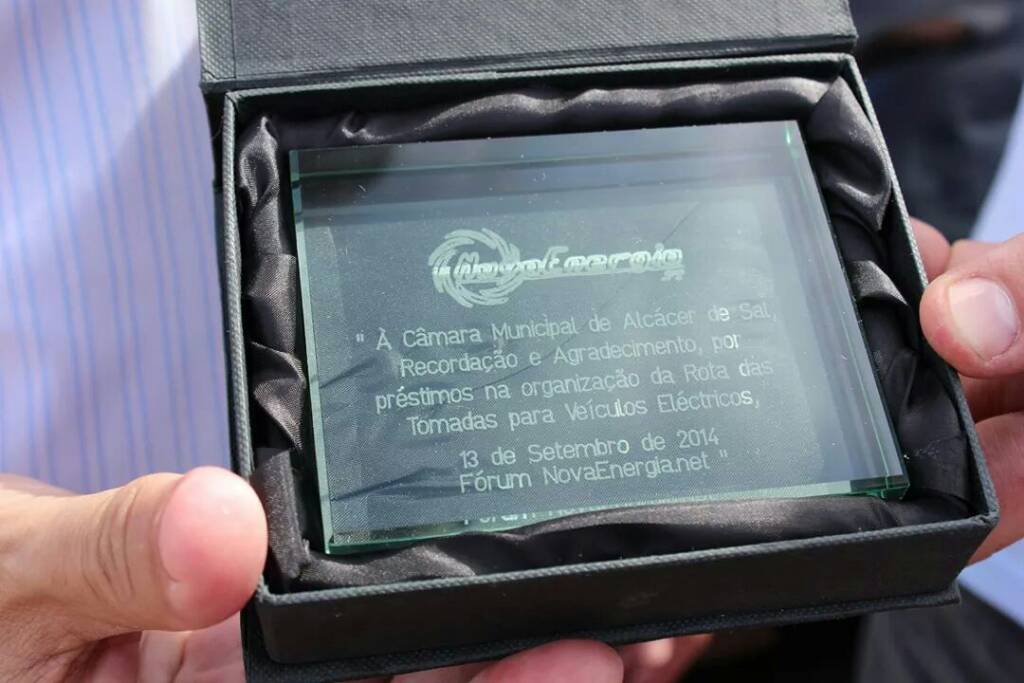 NovaEnergia
" À Câmara Municipal de Alcácer de Sal,
Recordação e Agradecimento, por
préstimos na organização da Rota das
Tomadas para Veículos Eléctricos,
13 de Setembro de 2014
Fórum NovaEnergia.net "